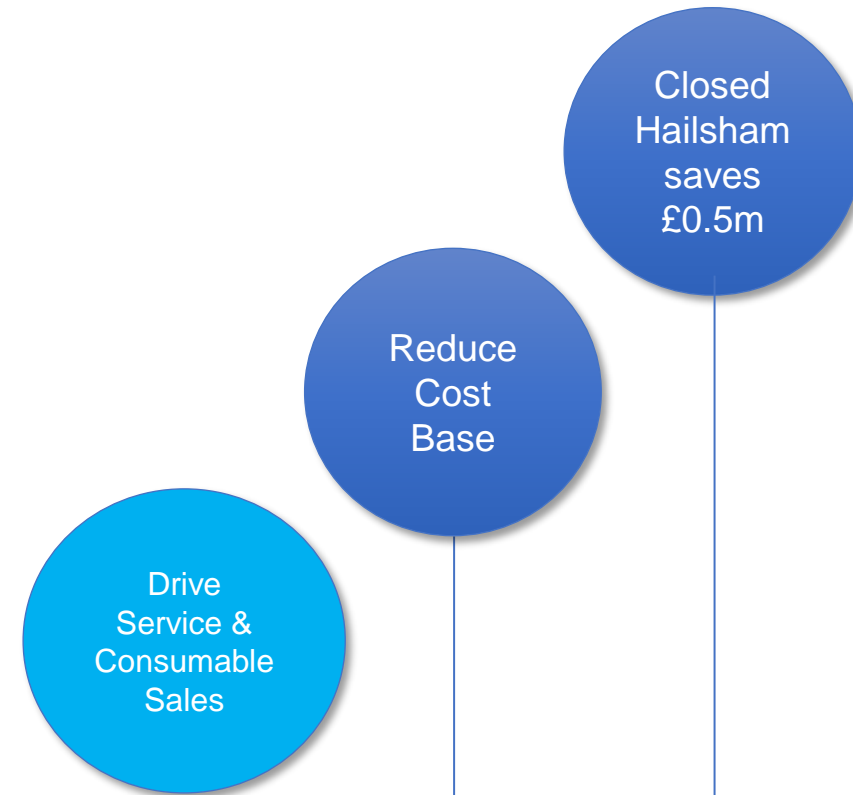 Closed
Hailsham
saves
£0.5m
Reduce
Cost
Base
Drive
Service &
Consumable
Sales